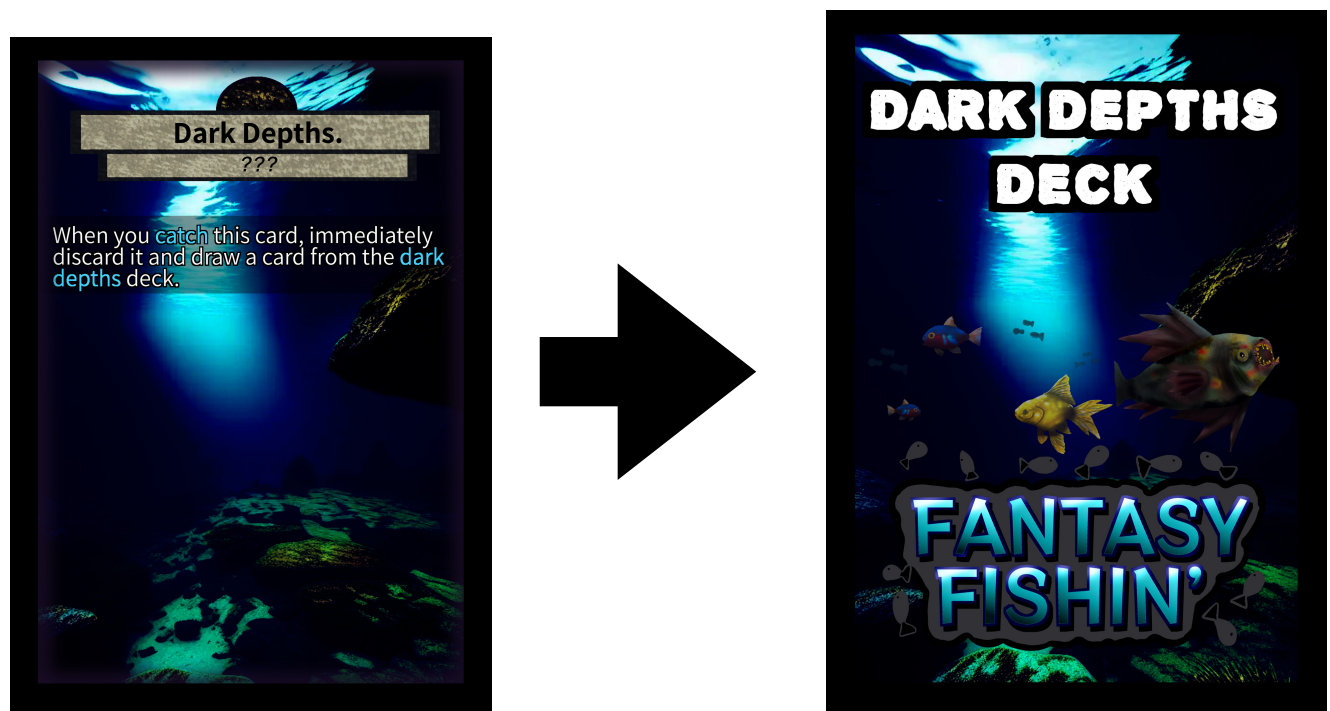 Dark Depths.
???
When you catch this card, immediately
discard it and draw a card from the dark
depths deck.
DARK DEPTHS
DECK
FANTASY
FISHIN’